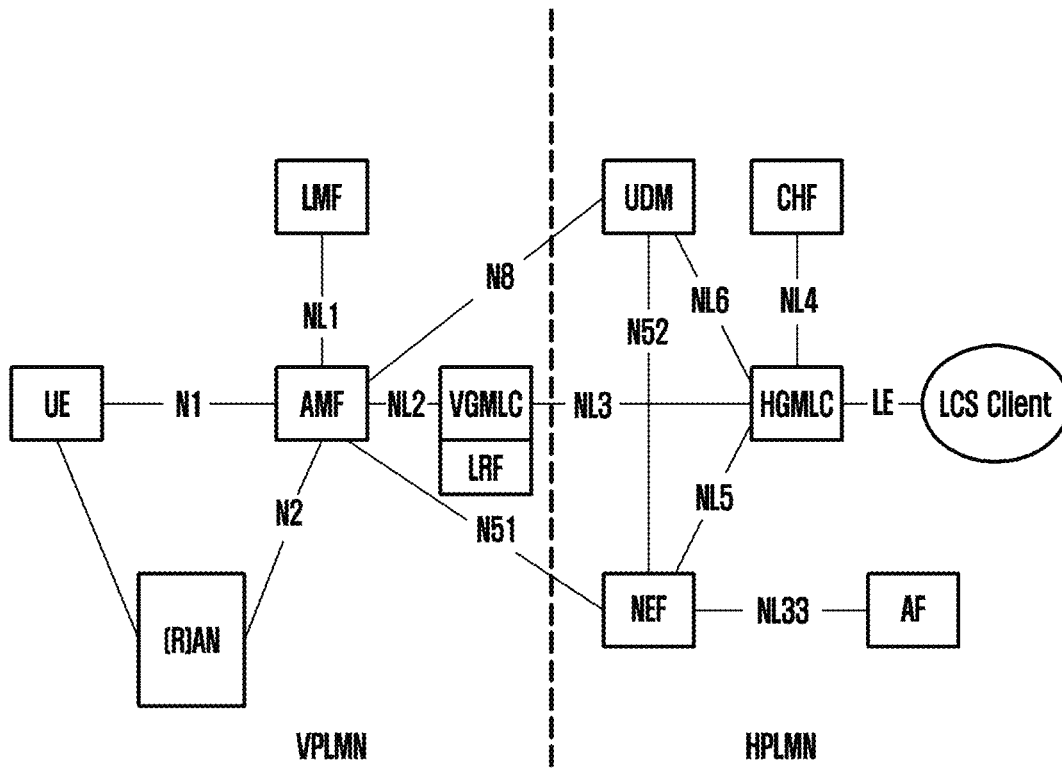 LMF
UDM
CHF
N8
NL6
NL4
NL1
N52
UE
N1
AMF
NL2
VGMLC
NL3
HGMLC
LE
LCS Client
LRF
NL5
N2
N51
NEF
NL33
AF
(R)AN
VPLMN
HPLMN